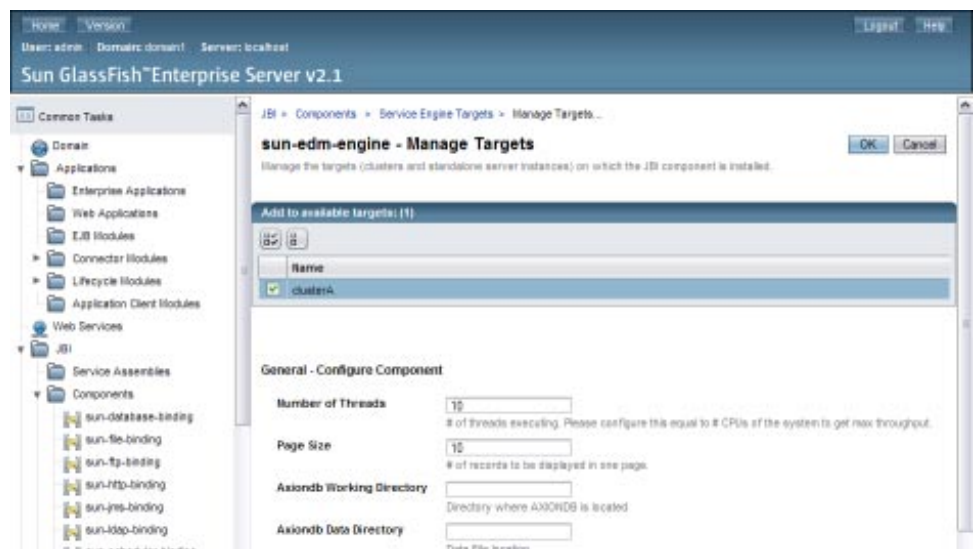 Home Version Logout Help
User: admin Domain: domain1 Server: localhost
Sun GlassFish™ Enterprise Server v2.1
Common Tasks
Domain
Applications
Enterprise Applications
Web Applications
EJB Modules
Connector Modules
Lifecycle Modules
Application Client Modules
Web Services
JBI
Service Assemblies
Components
sun-database-binding
sun-file-binding
sun-ftp-binding
sun-http-binding
sun-jms-binding
sun-ldap-binding
sun-scheduler-binding
JBI > Components > Service Engine Targets > Manage Targets...
sun-edm-engine - Manage Targets
OK Cancel
Manage the targets (clusters and standalone server instances) on which the JBI component is installed.
Add to available targets: (1)
Name
clusterA
General - Configure Component
Number of Threads 10
# of threads executing. Please configure this equal to # CPUs of the system to get max throughput.
Page Size 10
# of records to be displayed in one page.
Axiondb Working Directory
Directory where AXIONDB is located
Axiondb Data Directory
Data File location